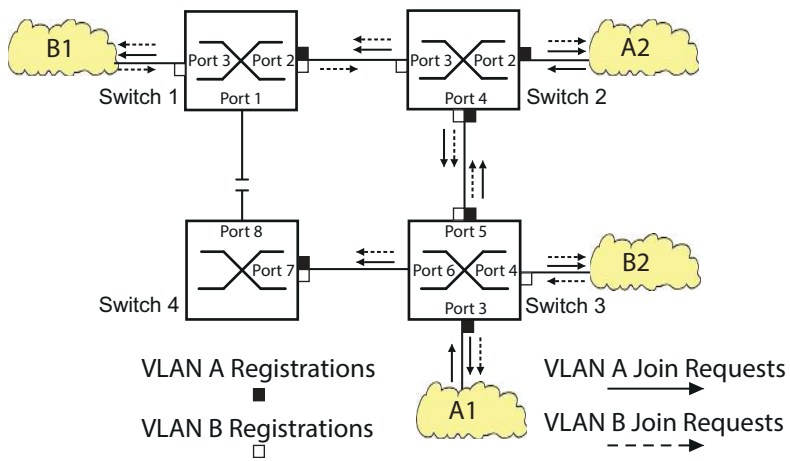 B1
Port 3
Port 2
Port 1
Switch 1
Port 3
Port 2
Port 4
Switch 2
A2
Port 8
Port 7
Switch 4
Port 5
Port 6
Port 4
Port 3
Switch 3
B2
A1
VLAN A Registrations
VLAN B Registrations
VLAN A Join Requests
VLAN B Join Requests